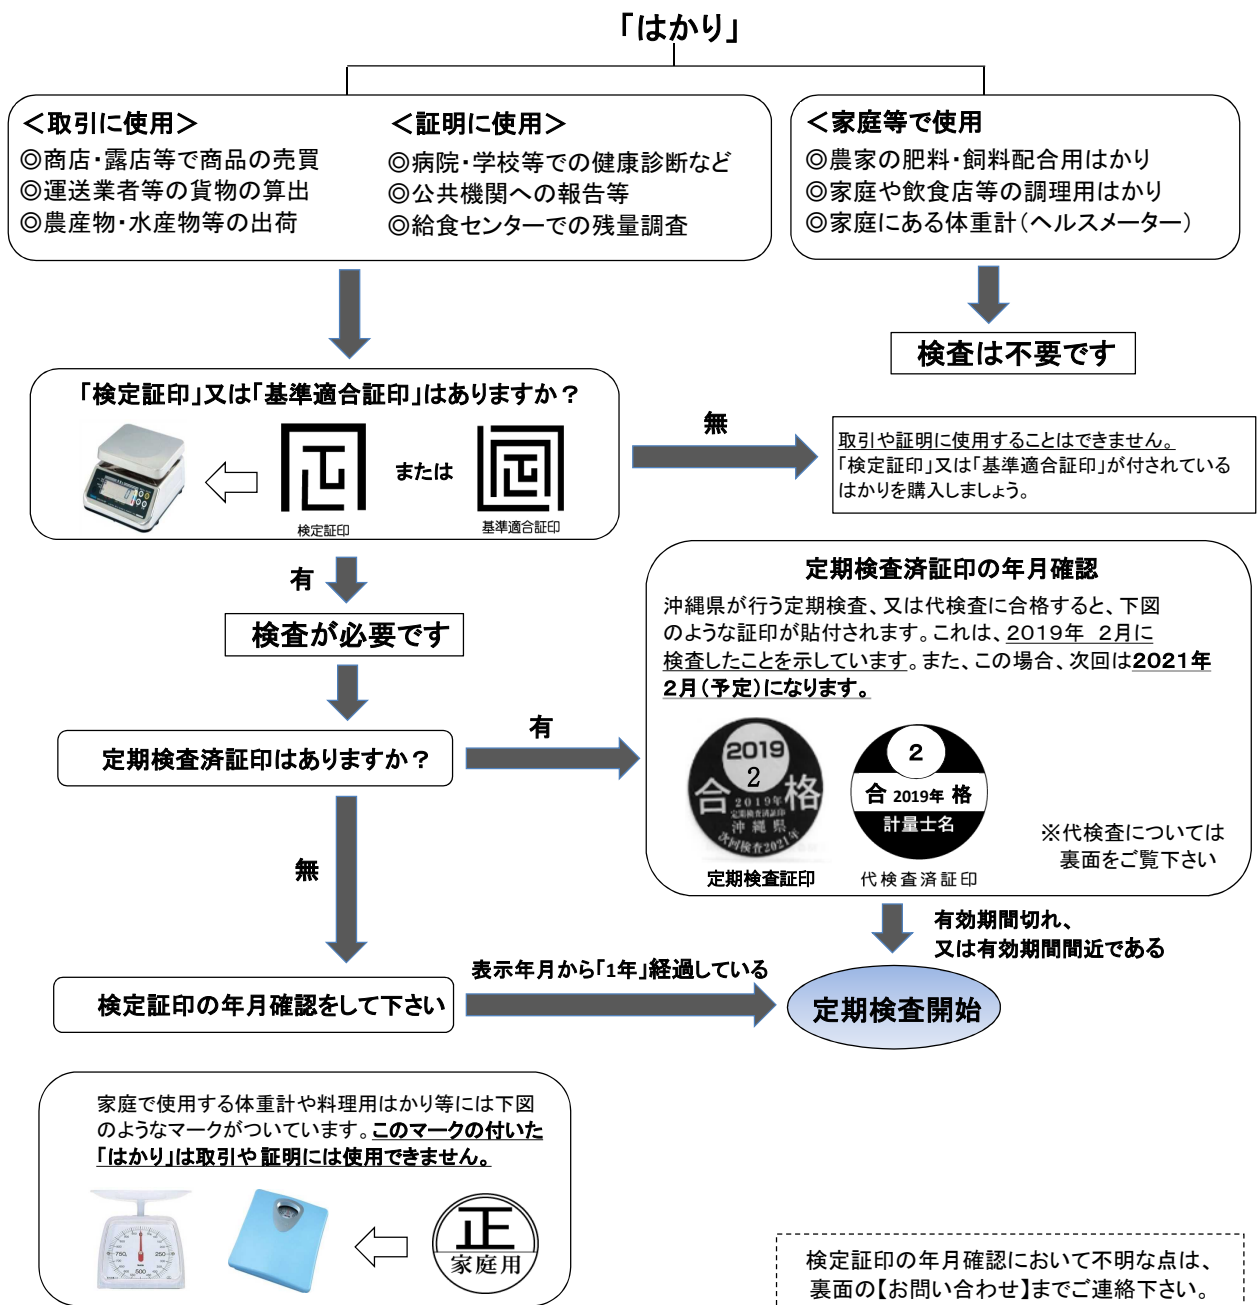 「はかり」
＜取引に使用＞
◎商店・露店等で商品の売買
◎運送業者等の貨物の算出
◎農産物・水産物等の出荷
＜証明に使用＞
◎病院・学校等での健康診断など
◎公共機関への報告等
◎給食センターでの残量調査
＜家庭等で使用
◎農家の肥料・飼料配合用はかり
◎家庭や飲食店等の調理用はかり
◎家庭にある体重計（ヘルスメーター）
検査は不要です
「検定証印」又は「基準適合証印」はありますか？
または
検定証印
基準適合証印
無
取引や証明に使用することはできません。
「検定証印」又は「基準適合証印」が付されている
はかりを購入しましょう。
有
検査が必要です
定期検査済証印はありますか？
有
定期検査済証印の年月確認
沖縄県が行う定期検査、又は代検査に合格すると、下図
のような証印が貼付されます。これは、2019年 2月に
検査したことを示しています。また、この場合、次回は2021年
2月（予定）になります。
2019
2
合 格
2019年
定期検査済証印
沖縄県
次回検査2021年
定期検査証印
2
合 2019年 格
計量士名
代検査済証印
※代検査については
裏面をご覧下さい
無
有効期間切れ、
又は有効期間間近である
検定証印の年月確認をして下さい
表示年月から「1年」経過している
定期検査開始
家庭で使用する体重計や料理用はかり等には下図
のようなマークがついています。このマークの付いた
「はかり」は取引や証明には使用できません。
750
250
500
正
家庭用
検定証印の年月確認において不明な点は、
裏面の【お問い合わせ】までご連絡下さい。